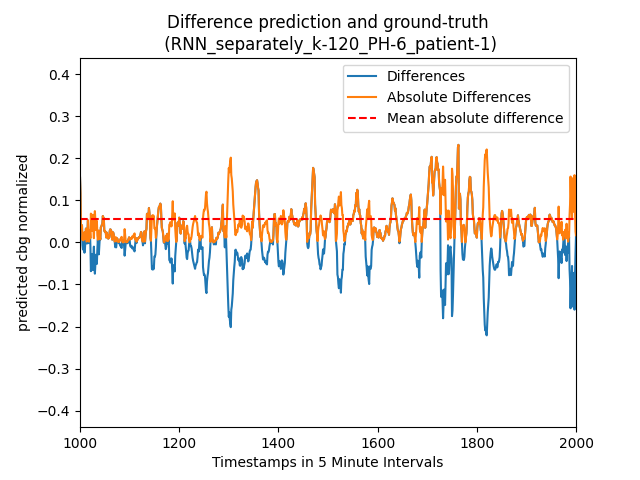 Difference prediction and ground-truth
(RNN_separately_k-120_PH-6_patient-1)
Differences
Absolute Differences
Mean absolute difference
predicted cbg normalized
0.4
0.3
0.2
0.1
0.0
−0.1
−0.2
−0.3
−0.4
1000 1200 1400 1600 1800 2000
Timestamps in 5 Minute Intervals